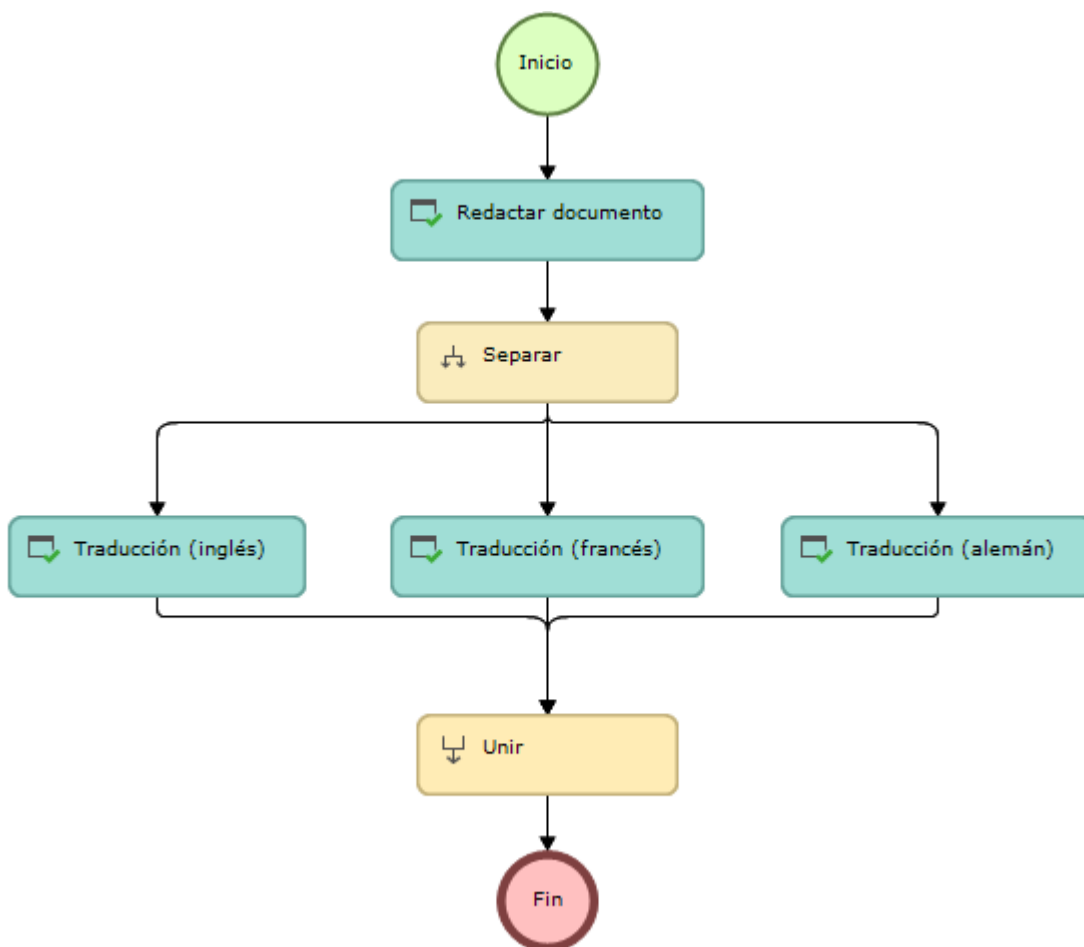 Inicio
Redactar documento
Separar
Traducción (inglés)
Traducción (francés)
Traducción (alemán)
Unir
Fin